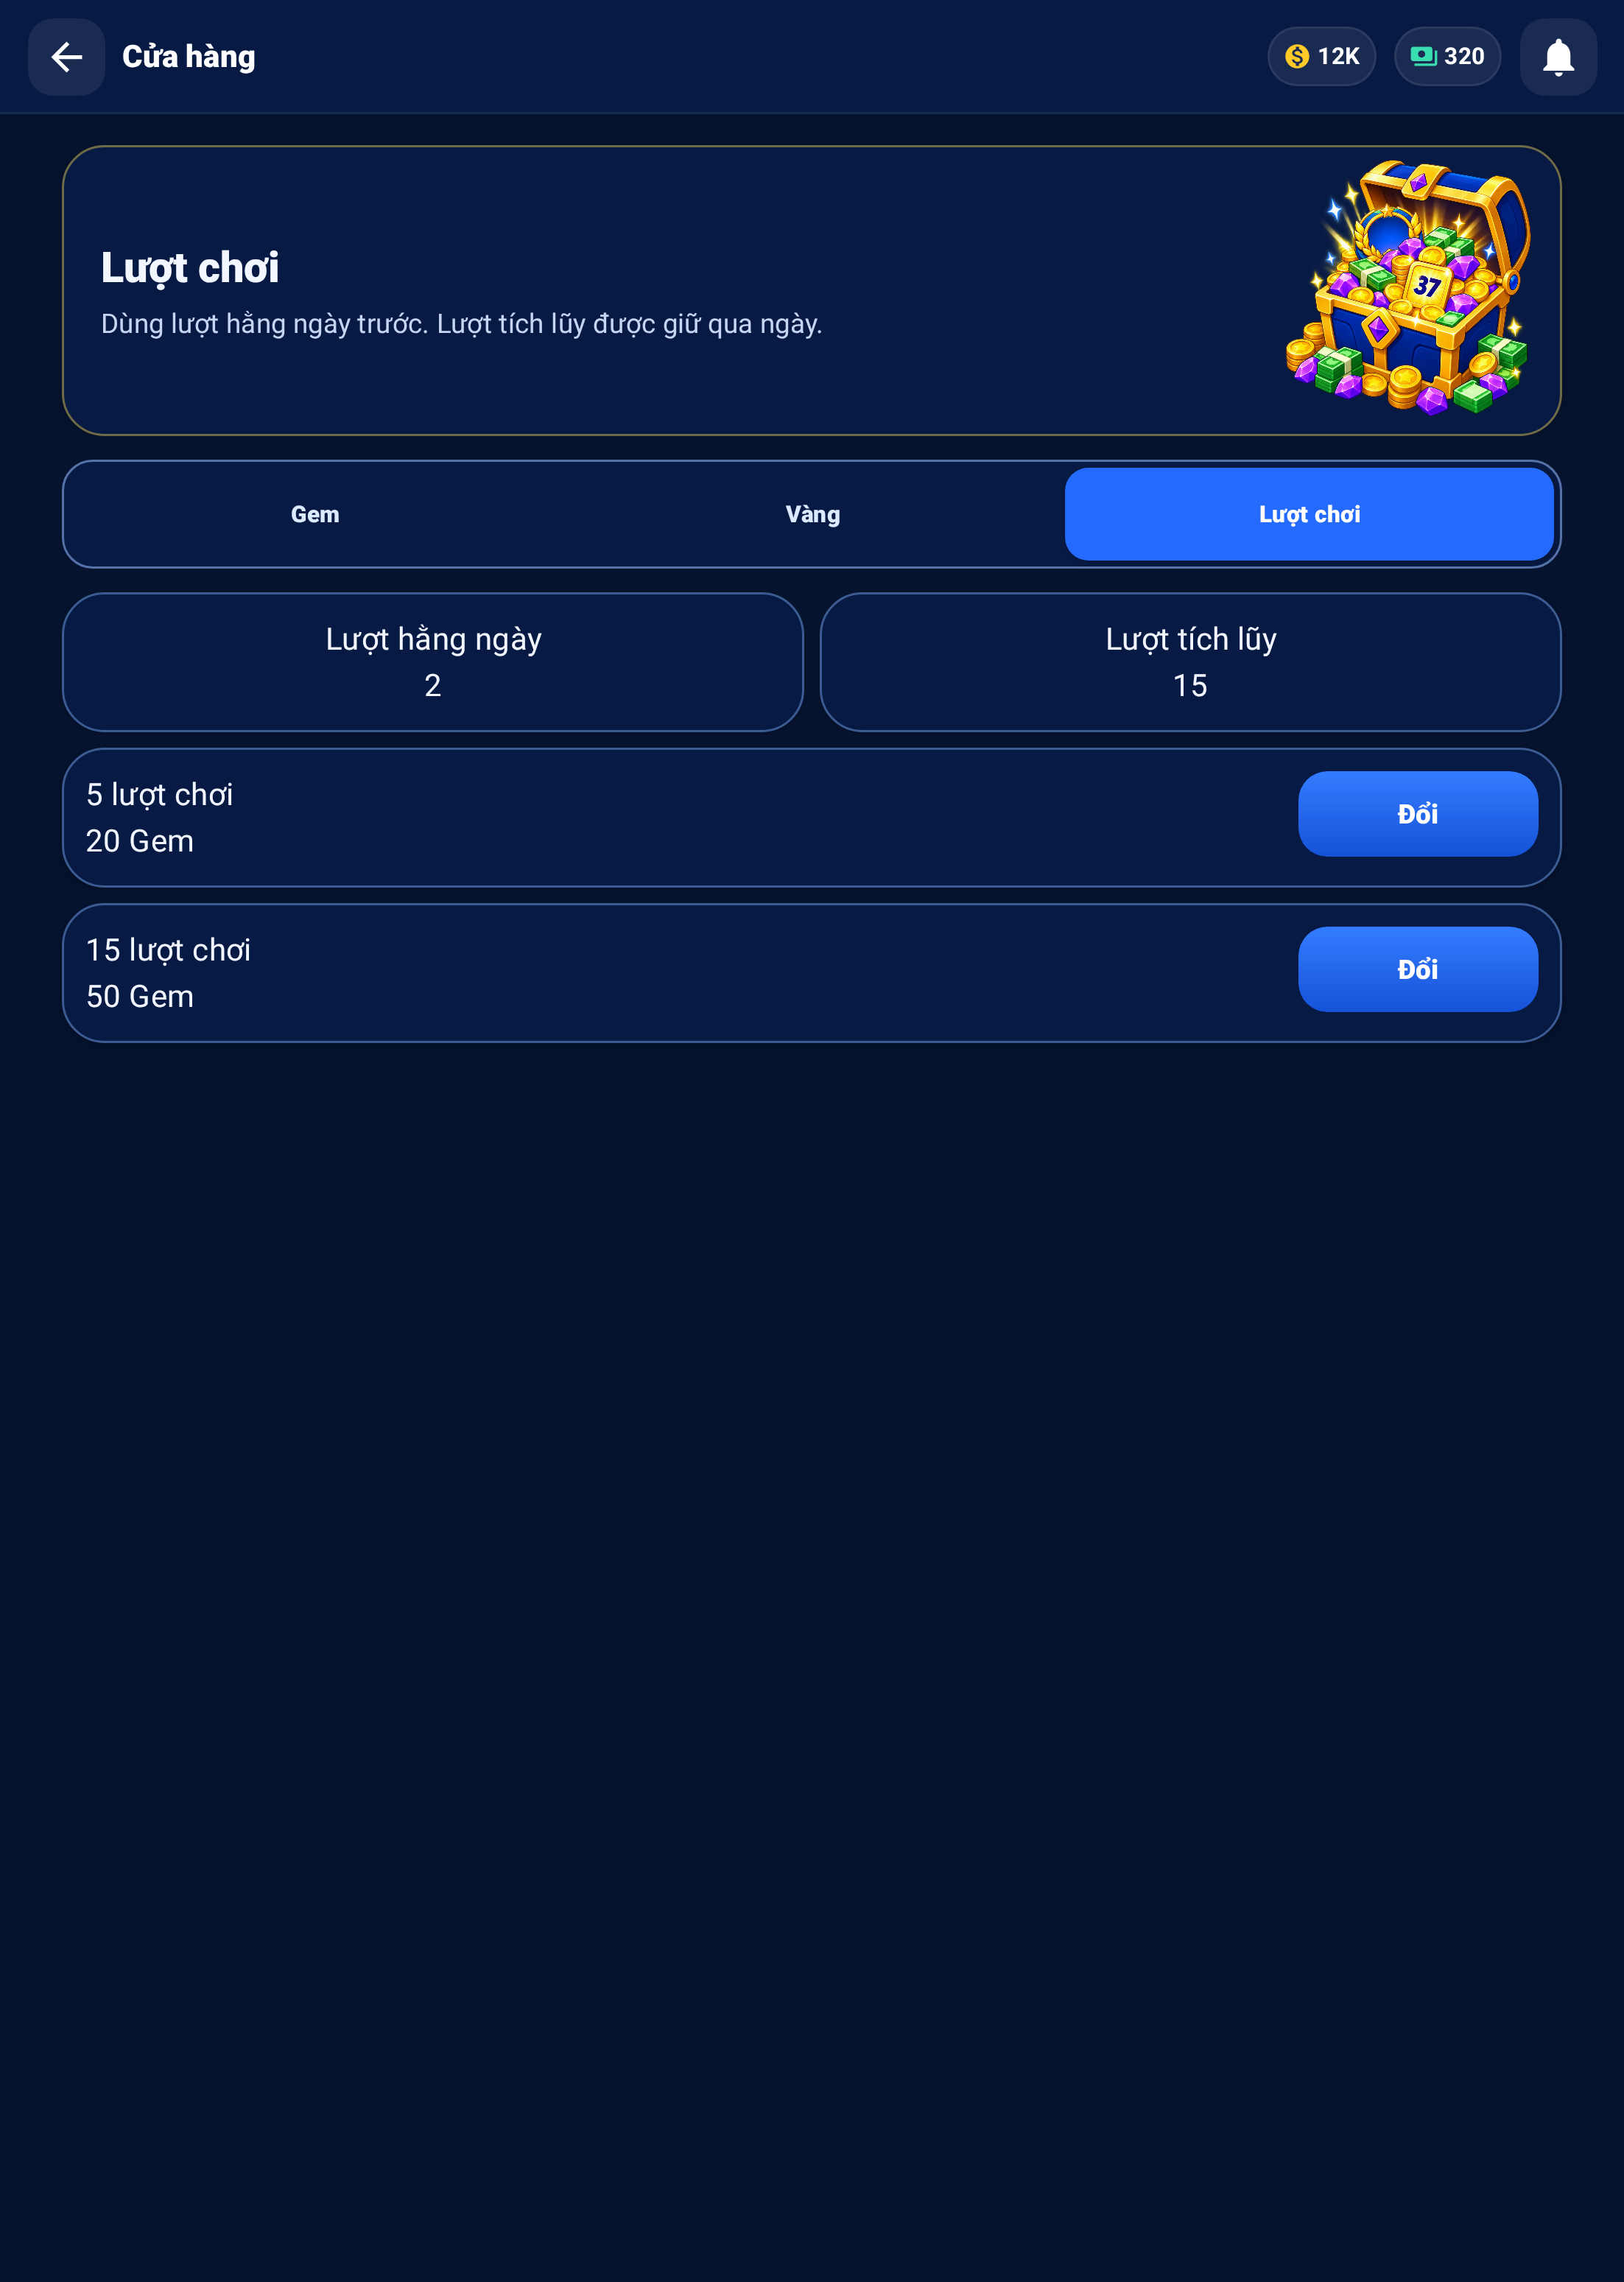 Cửa hàng
12K
320
Lượt chơi
Dùng lượt hằng ngày trước. Lượt tích lũy được giữ qua ngày.
37
Gem
Vàng
Lượt chơi
Lượt hằng ngày
2
Lượt tích lũy
15
5 lượt chơi
20 Gem
Đổi
15 lượt chơi
50 Gem
Đổi